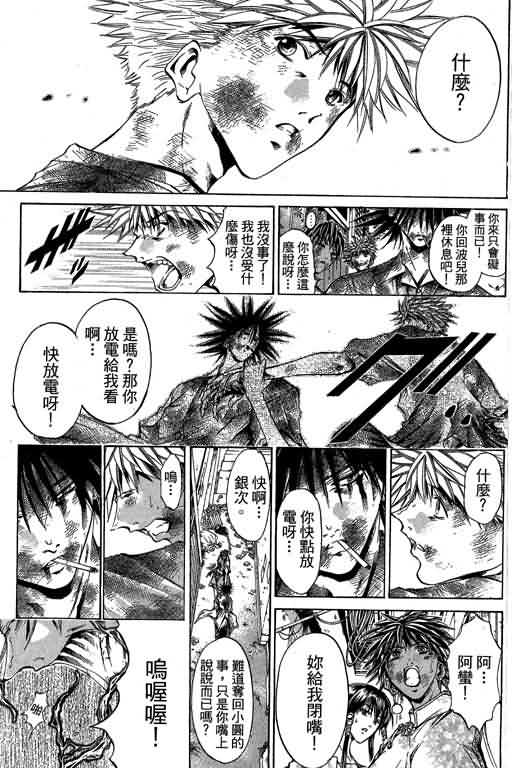 什麼?
你來只會礙
事而已!
你回波兒那
裡休息吧!
…
你怎麼這
麼說呀…
我沒事了!
我也沒受什
麼傷呀…
是嗎?那你
放電給我看
啊…
快放電呀!
什麼?
你快點放
電呀…
快啊…
銀次…
嗚…
阿…
阿蠻!
妳給我閉嘴!
難道奪回小圓的
事,只是你嘴上
說說而已嗎?
嗚喔喔!